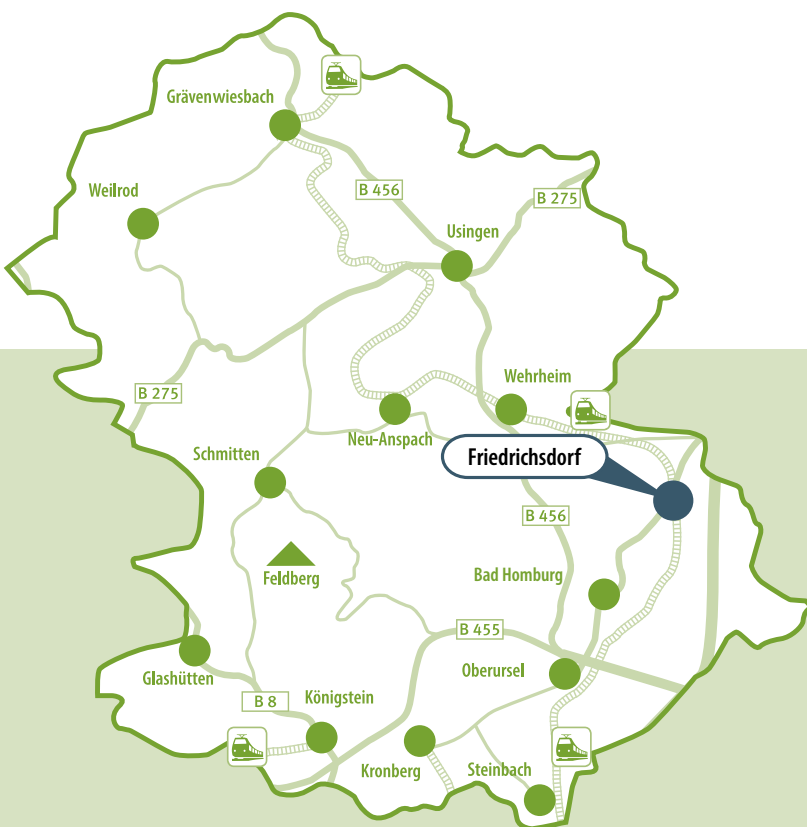 Grävenwiesbach
Weilrod
B 456
B 275
Usingen
B 275
Wehrheim
Neu-Anspach
Schmitten
Friedrichsdorf
B 456
Feldberg
Bad Homburg
B 455
Glashütten
Oberursel
B 8
Königstein
Kronberg
Steinbach